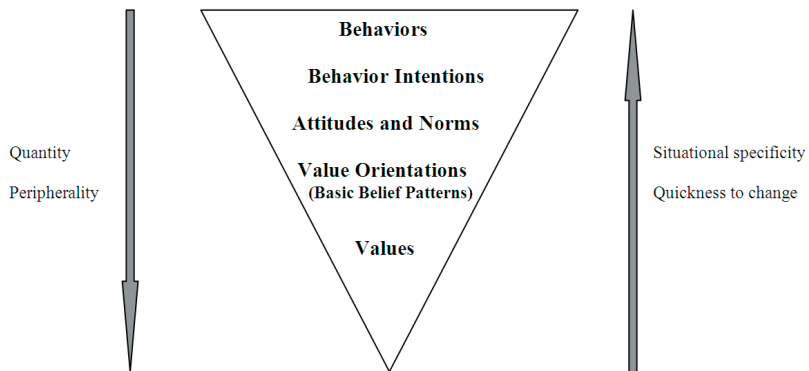 Behaviors
Behavior Intentions
Attitudes and Norms
Value Orientations
(Basic Belief Patterns)
Values
Quantity
Peripherality
Situational specificity
Quickness to change